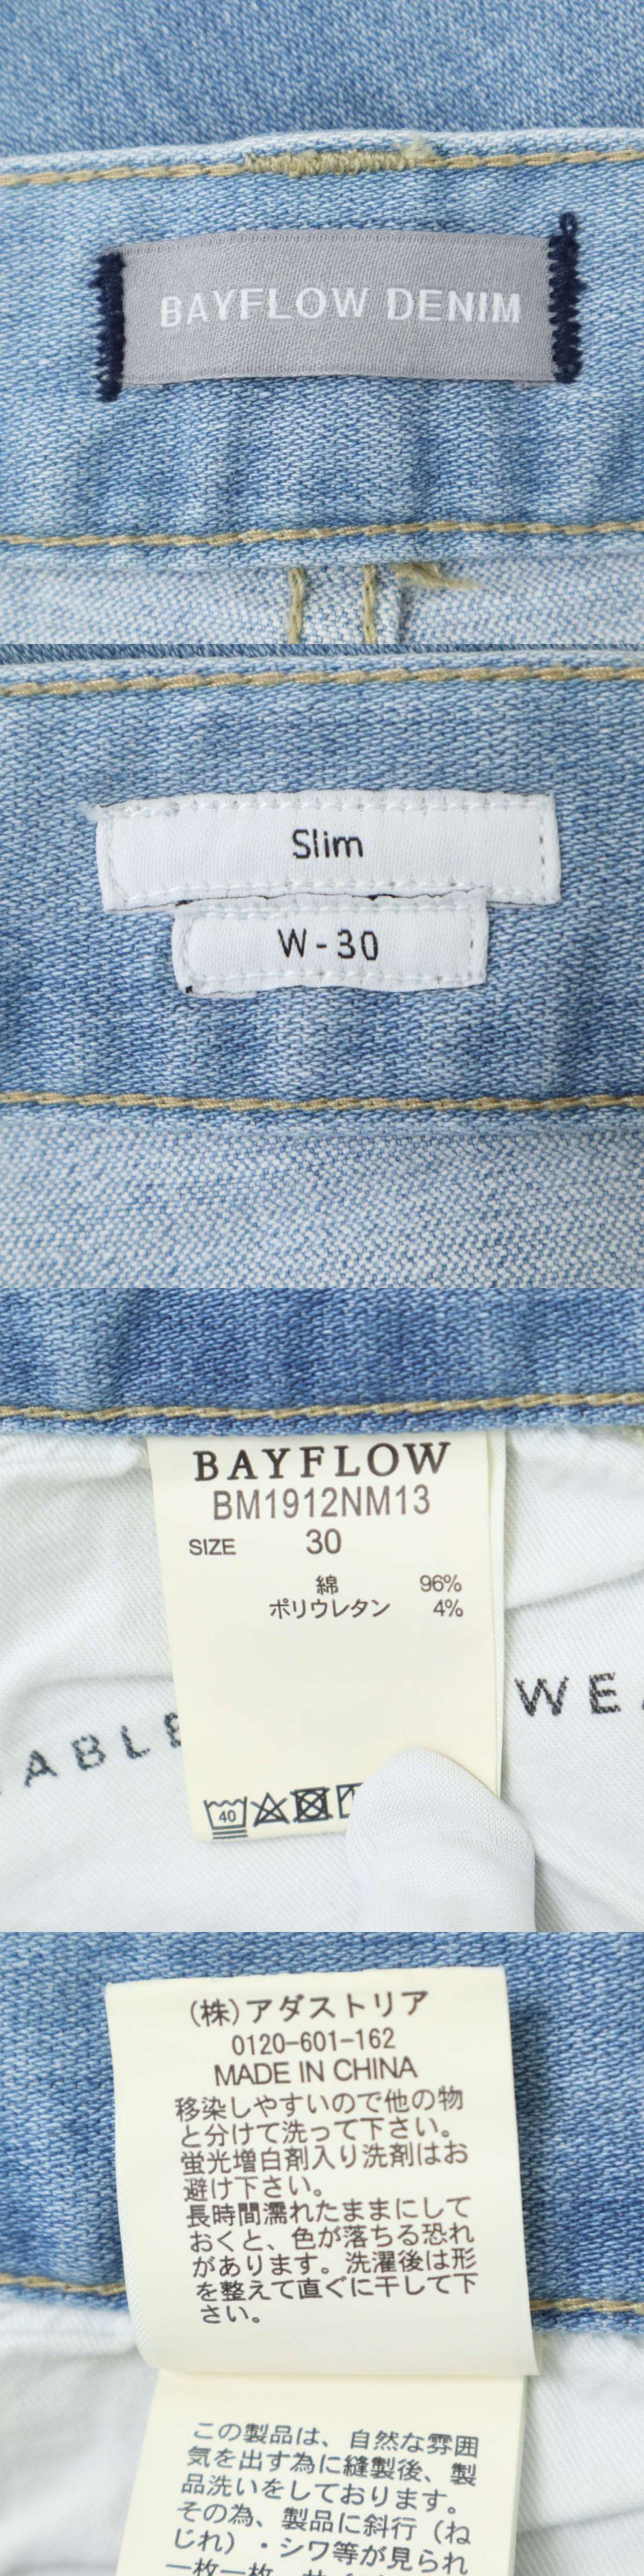 BAYFLOW DENIM
Slim
W-30
BAYFLOW
BM1912NM13
SIZE 30
綿 96%
ポリウレタン 4%
ABLE
WE
40
(株)アダストリア
0120-601-162
MADE IN CHINA
移染しやすいので他の物
と分けて洗って下さい。
蛍光増白剤入り洗剤はお
避け下さい。
長時間濡れたままにして
おくと、色が落ちる恐れ
があります。洗濯後は形
を整えて直ぐに干して下
さい。
この製品は、自然な雰囲
気を出す為に縫製後、製
品洗いをしております。
その為、製品に斜行（ね
じれ）・シワ等が見られ
一枚一枚